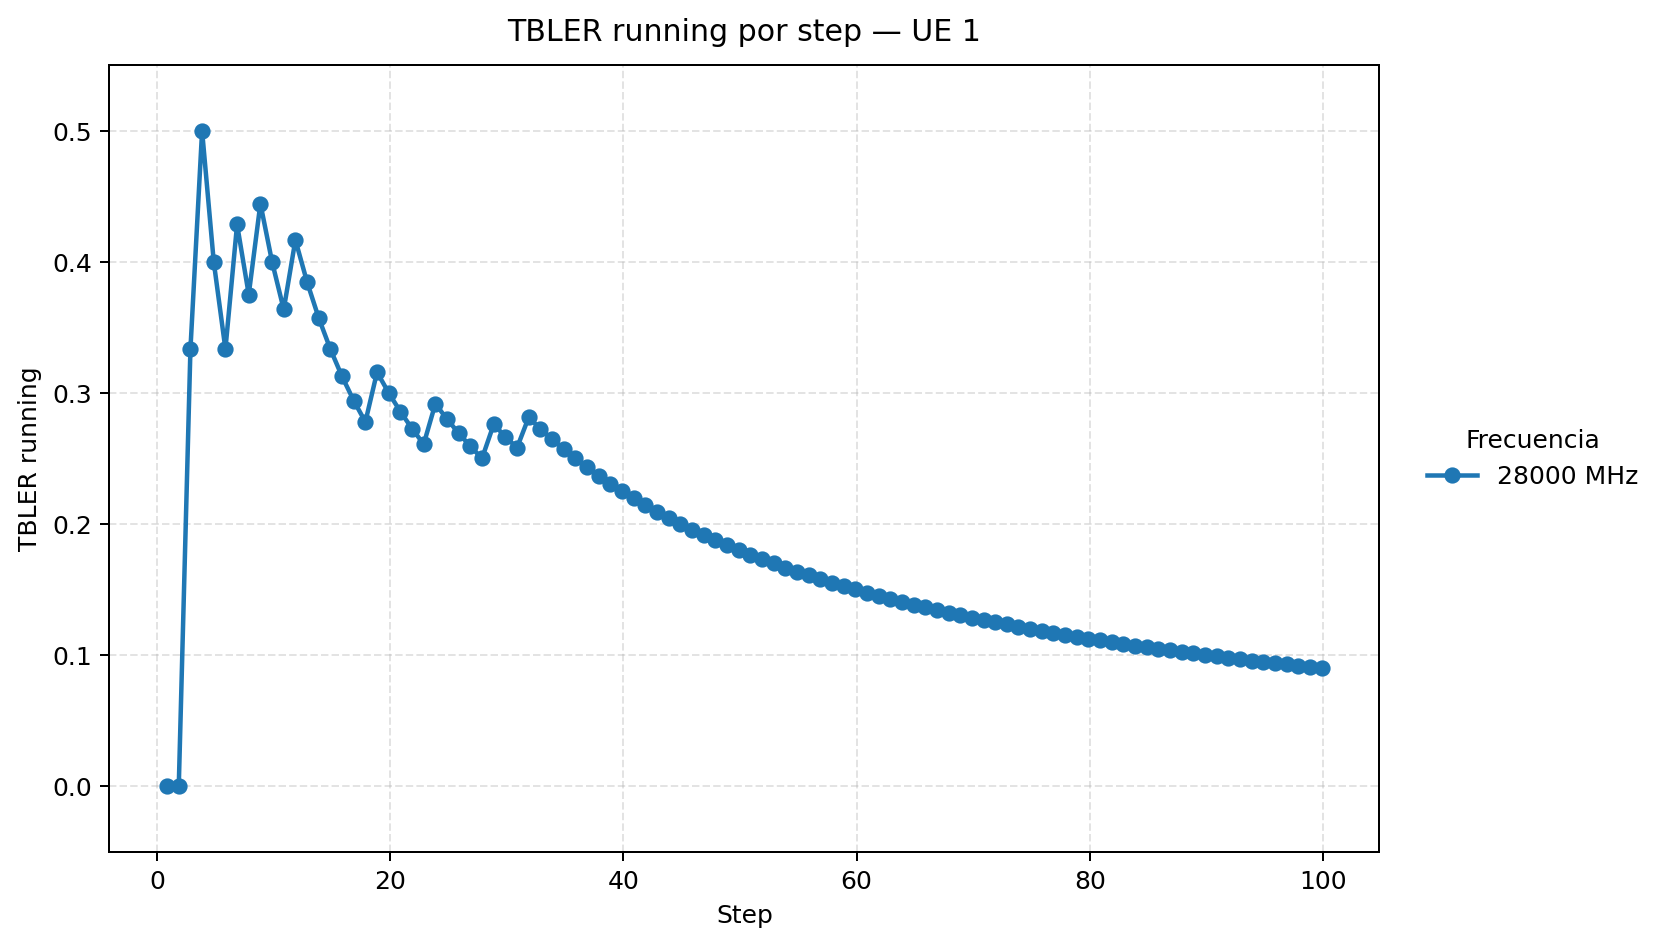 TBLER running por step — UE 1
TBLER running
0.5
0.4
0.3
0.2
0.1
0.0
0 20 40 60 80 100
Step
Frecuencia
28000 MHz